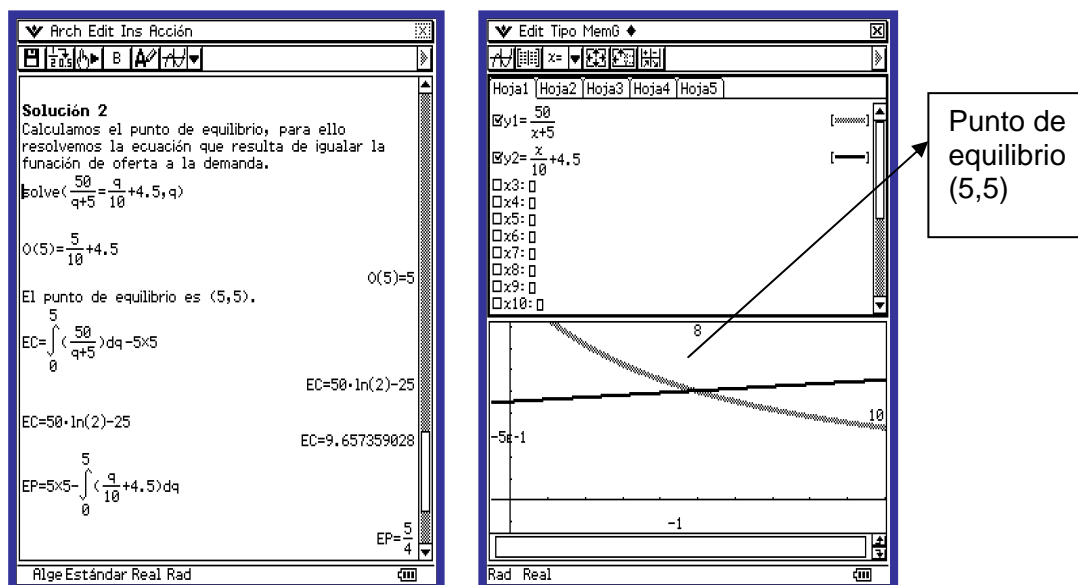 Arch Edit Ins Acción
B
Solución 2
Calculamos el punto de equilibrio, para ello
resolvemos la ecuación que resulta de igualar la
funación de oferta a la demanda.
solve(50/q+5=q/10+4.5,q)
O(5)=5/10+4.5
O(5)=5
El punto de equilibrio es (5,5).
EC=∫₀⁵(50/q+5)dq-5×5
EC=50·ln(2)-25
EC=50·ln(2)-25
EC=9.657359028
EP=5×5-∫₀⁵(q/10+4.5)dq
EP=5/4
Alge Estándar Real Rad
Edit Tipo MemG
x=
Hoja1 Hoja2 Hoja3 Hoja4 Hoja5
y1=50/x+5
y2=x/10+4.5
x3:
x4:
x5:
x6:
x7:
x8:
x9:
x10:
8
10
-5E-1
-1
Rad Real
Punto de
equilibrio
(5,5)